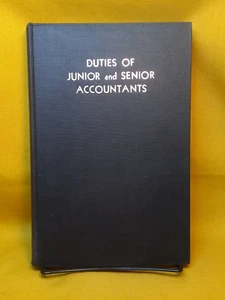 DUTIES OF
JUNIOR and SENIOR
ACCOUNTANTS